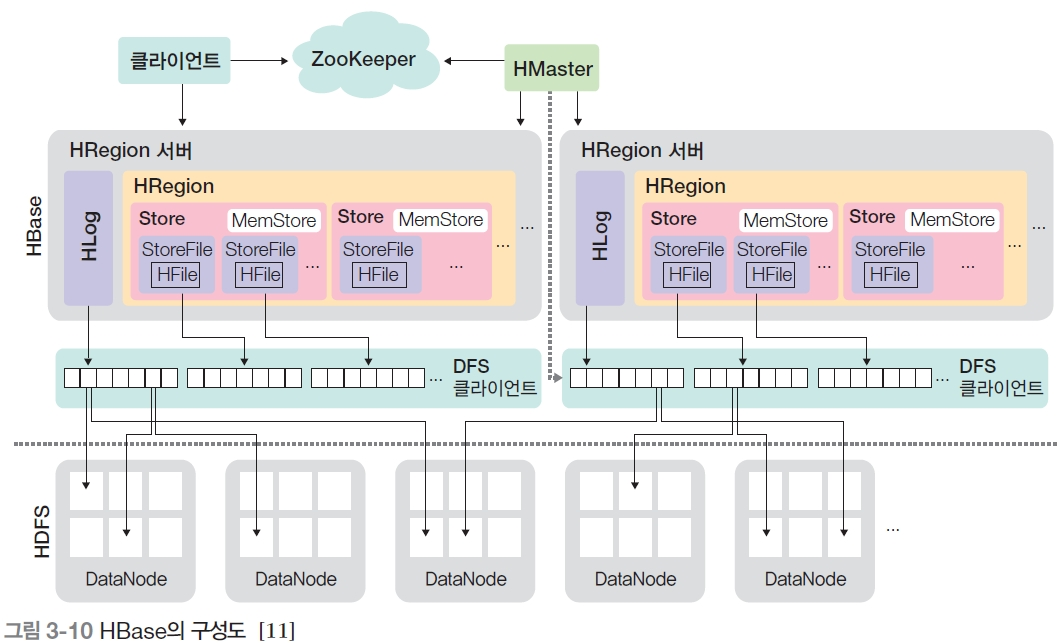 클라이언트
ZooKeeper
HMaster
HBase
HRegion 서버
HLog
HRegion
Store
MemStore
StoreFile
HFile
StoreFile
HFile
...
Store
MemStore
StoreFile
HFile
...
...
...
HRegion 서버
HLog
HRegion
Store
MemStore
StoreFile
HFile
StoreFile
HFile
...
Store
MemStore
StoreFile
HFile
...
...
...
... DFS
클라이언트
... DFS
클라이언트
HDFS
DataNode
DataNode
DataNode
DataNode
DataNode
...
그림 3-10 HBase의 구성도 [11]